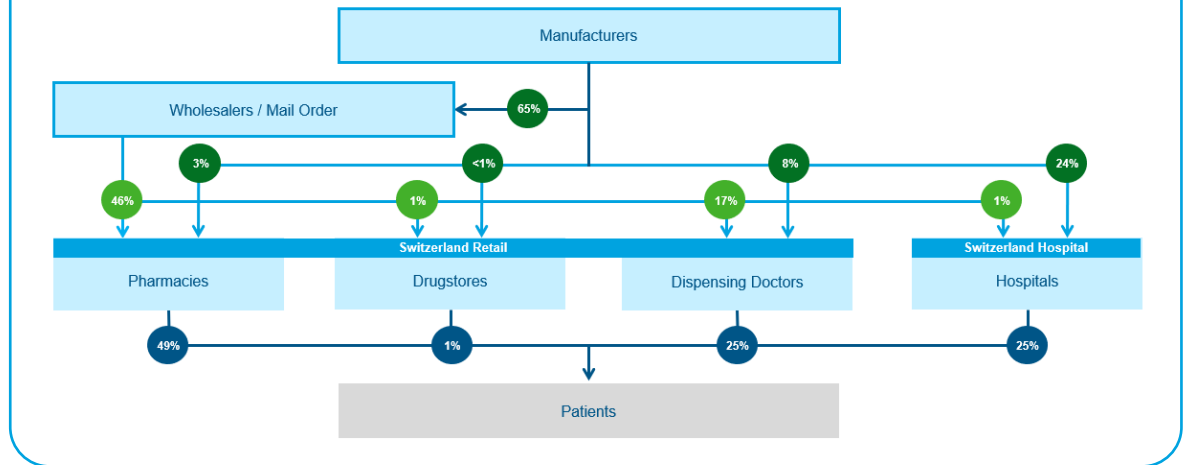 Manufacturers
Wholesalers / Mail Order
65%
3%
<1%
8%
24%
46%
1%
17%
1%
Switzerland Retail
Switzerland Hospital
Pharmacies
Drugstores
Dispensing Doctors
Hospitals
49%
1%
25%
25%
Patients